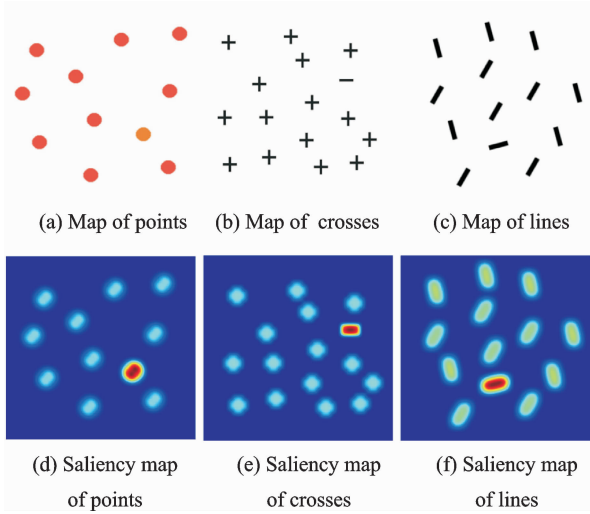 (a) Map of points
(b) Map of crosses
(c) Map of lines
(d) Saliency map
of points
(e) Saliency map
of crosses
(f) Saliency map
of lines